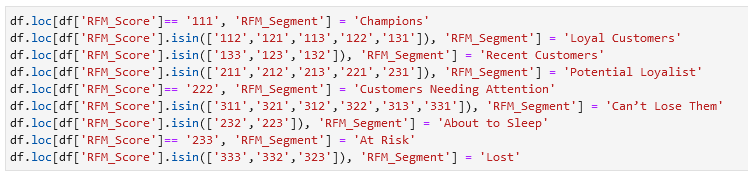 df.loc[df['RFM_Score']== '111', 'RFM_Segment'] = 'Champions'
df.loc[df['RFM_Score'].isin(['112','121','113','122','131']), 'RFM_Segment'] = 'Loyal Customers'
df.loc[df['RFM_Score'].isin(['133','123','132']), 'RFM_Segment'] = 'Recent Customers'
df.loc[df['RFM_Score'].isin(['211','212','213','221','231']), 'RFM_Segment'] = 'Potential Loyalist'
df.loc[df['RFM_Score']== '222', 'RFM_Segment'] = 'Customers Needing Attention'
df.loc[df['RFM_Score'].isin(['311','321','312','322','313','331']), 'RFM_Segment'] = 'Can’t Lose Them'
df.loc[df['RFM_Score'].isin(['232','223']), 'RFM_Segment'] = 'About to Sleep'
df.loc[df['RFM_Score']== '233', 'RFM_Segment'] = 'At Risk'
df.loc[df['RFM_Score'].isin(['333','332','323']), 'RFM_Segment'] = 'Lost'